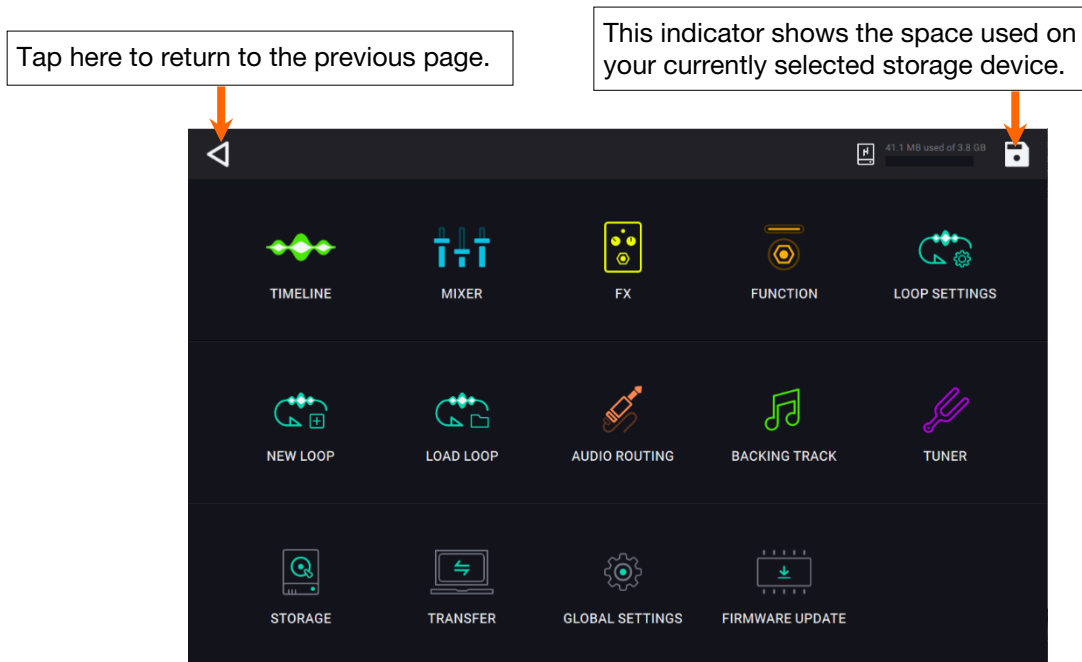 This indicator shows the space used on
your currently selected storage device.
Tap here to return to the previous page.
41.1 MB used of 3.8 GB
TIMELINE
MIXER
FX
FUNCTION
LOOP SETTINGS
NEW LOOP
LOAD LOOP
AUDIO ROUTING
BACKING TRACK
TUNER
STORAGE
TRANSFER
GLOBAL SETTINGS
FIRMWARE UPDATE